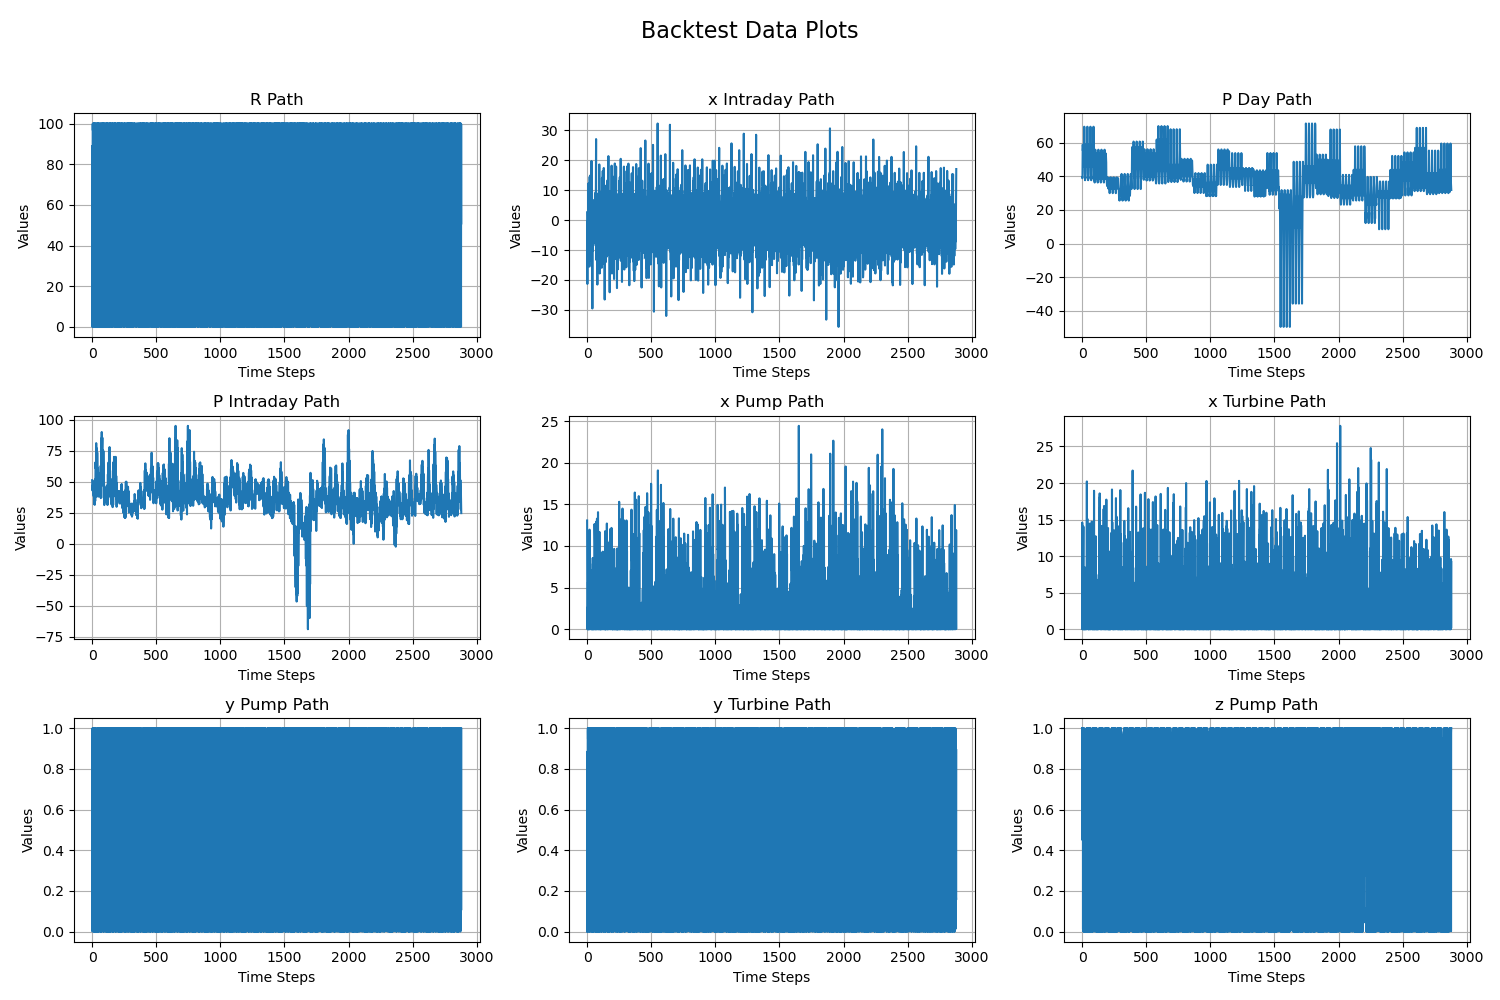 Backtest Data Plots
R Path
Values
100
80
60
40
20
0
0 500 1000 1500 2000 2500 3000
Time Steps
x Intraday Path
Values
30
20
10
0
−10
−20
−30
0 500 1000 1500 2000 2500 3000
Time Steps
P Day Path
Values
60
40
20
0
−20
−40
0 500 1000 1500 2000 2500 3000
Time Steps
P Intraday Path
Values
100
75
50
25
0
−25
−50
−75
0 500 1000 1500 2000 2500 3000
Time Steps
x Pump Path
Values
25
20
15
10
5
0
0 500 1000 1500 2000 2500 3000
Time Steps
x Turbine Path
Values
25
20
15
10
5
0
0 500 1000 1500 2000 2500 3000
Time Steps
y Pump Path
Values
1.0
0.8
0.6
0.4
0.2
0.0
0 500 1000 1500 2000 2500 3000
Time Steps
y Turbine Path
Values
1.0
0.8
0.6
0.4
0.2
0.0
0 500 1000 1500 2000 2500 3000
Time Steps
z Pump Path
Values
1.0
0.8
0.6
0.4
0.2
0.0
0 500 1000 1500 2000 2500 3000
Time Steps